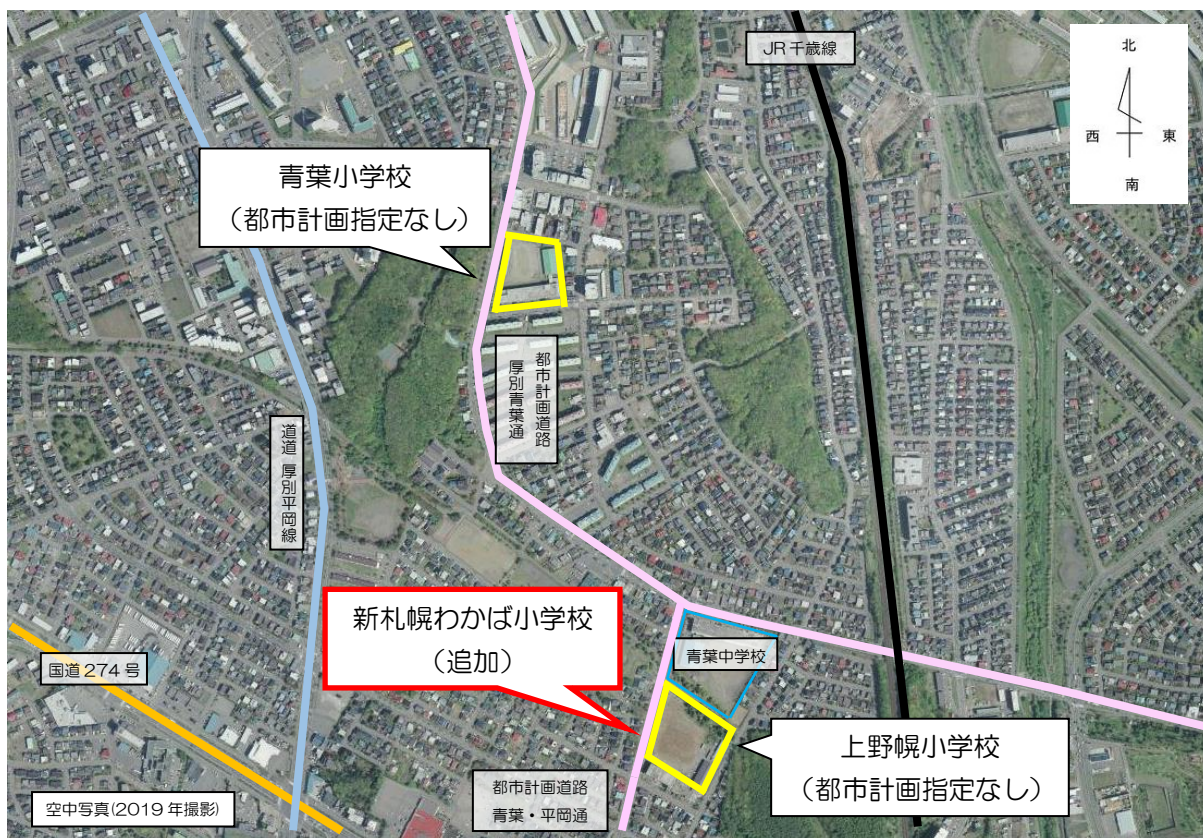 JR千歳線
北
西 東
南
青葉小学校
（都市計画指定なし）
都市計画道路
厚別青葉通
道道 厚別平岡線
新札幌わかば小学校
（追加）
青葉中学校
国道274号
上野幌小学校
（都市計画指定なし）
都市計画道路
青葉・平岡通
空中写真(2019年撮影)